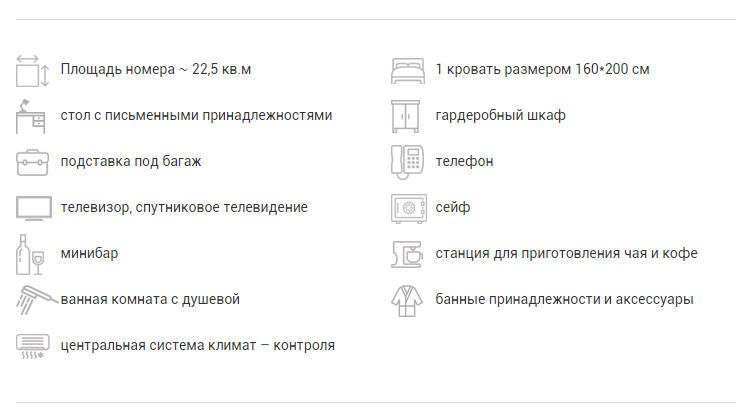 Площадь номера ~ 22,5 кв.м
1 кровать размером 160*200 см
стол с письменными принадлежностями
гардеробный шкаф
подставка под багаж
телефон
телевизор, спутниковое телевидение
сейф
минибар
станция для приготовления чая и кофе
ванная комната с душевой
банные принадлежности и аксессуары
центральная система климат – контроля